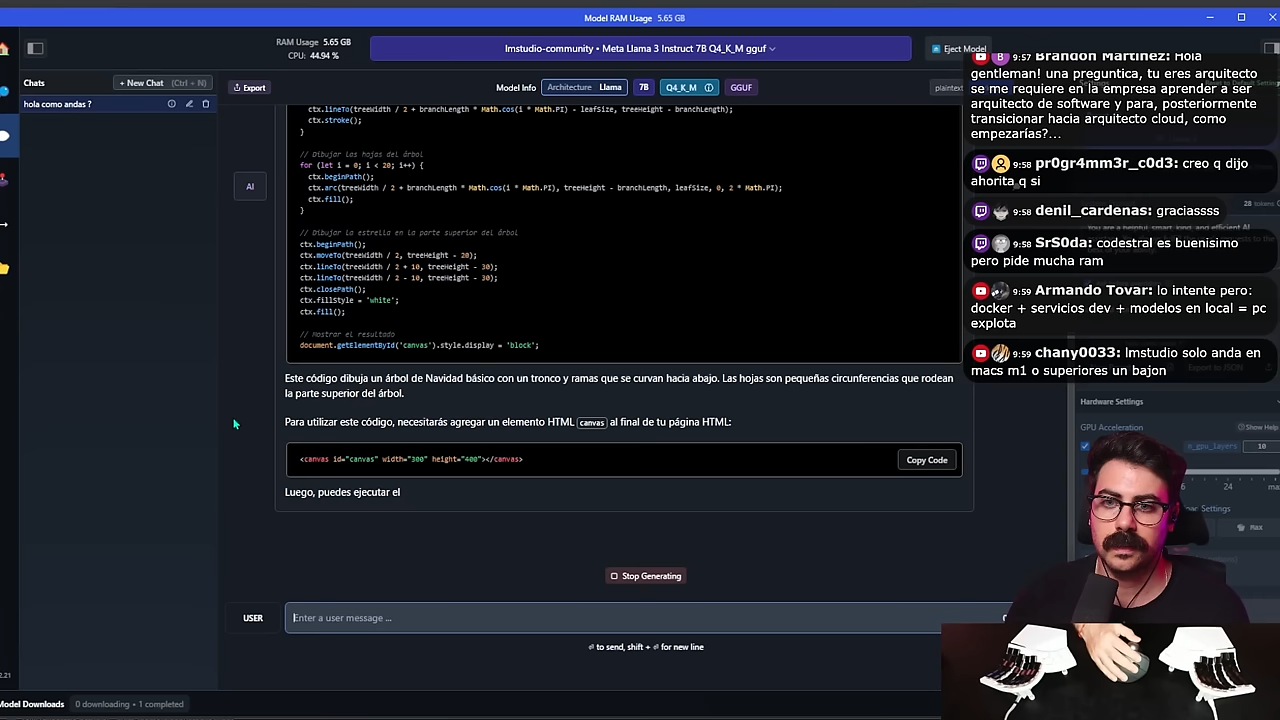 Model RAM Usage 5.65 GB
RAM Usage 5.65 GB
CPU: 44.94 %
lmstudio-community • Meta Llama 3 Instruct 7B Q4_K_M gguf
Eject Model
Chats
+ New Chat (Ctrl + N)
Export
Model Info Architecture Llama 7B Q4_K_M GGUF
plaintext
hola como andas ?
ctx.lineTo(treeWidth / 2 + branchLength * Math.cos(i * Math.PI) - leafSize, treeHeight - branchLength);
ctx.stroke();
}
// Dibujar las hojas del árbol
for (let i = 0; i < 20; i++) {
ctx.beginPath();
ctx.arc(treeWidth / 2 + branchLength * Math.cos(i * Math.PI), treeHeight - branchLength, leafSize, 0, 2 * Math.PI);
ctx.fill();
}
AI
// Dibujar la estrella en la parte superior del árbol
ctx.beginPath();
ctx.moveTo(treeWidth / 2, treeHeight - 20);
ctx.lineTo(treeWidth / 2 + 10, treeHeight - 30);
ctx.lineTo(treeWidth / 2 - 10, treeHeight - 30);
ctx.closePath();
ctx.fillStyle = 'white';
ctx.fill();
// Mostrar el resultado
document.getElementById('canvas').style.display = 'block';
Este código dibuja un árbol de Navidad básico con un tronco y ramas que se curvan hacia abajo. Las hojas son pequeñas circunferencias que rodean
la parte superior del árbol.
Para utilizar este código, necesitarás agregar un elemento HTML canvas al final de tu página HTML:
<canvas id="canvas" width="300" height="400"></canvas>
Copy Code
Luego, puedes ejecutar el
Stop Generating
USER
Enter a user message ...
to send, shift + for new line
2.21
Model Downloads 0 downloading • 1 completed
9:57 Brandon Martinez: Hola
gentleman! una preguntica, tu eres arquitecto
se me requiere en la empresa aprender a ser
arquitecto de software y para, posteriormente
transicionar hacia arquitecto cloud, como
empezarías?...
9:58 pr0gr4mm3r_c0d3: creo q dijo
ahorita q si
9:58 denil_cardenas: graciassss
9:58 SrS0da: codestral es buenisimo
pero pide mucha ram
9:59 Armando Tovar: lo intente pero:
docker + servicios dev + modelos en local = pc
explota
9:59 chany0033: lmstudio solo anda en
macs m1 o superiores un bajon
Export to JSON
Hardware Settings
GPU Acceleration
Show Help
n_gpu_layers 10
24
Max